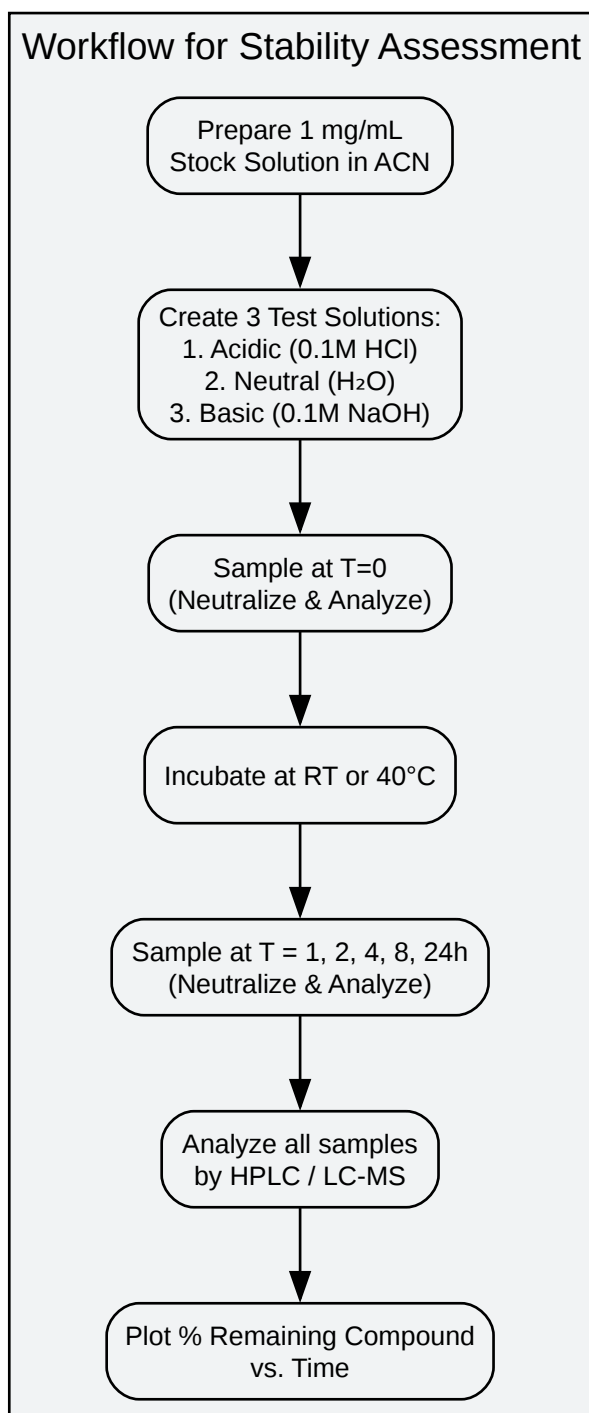 Workflow for Stability Assessment
Prepare 1 mg/mL
Stock Solution in ACN
Create 3 Test Solutions:
1. Acidic (0.1M HCl)
2. Neutral (H₂O)
3. Basic (0.1M NaOH)
Sample at T=0
(Neutralize & Analyze)
Incubate at RT or 40°C
Sample at T = 1, 2, 4, 8, 24h
(Neutralize & Analyze)
Analyze all samples
by HPLC / LC-MS
Plot % Remaining Compound
vs. Time